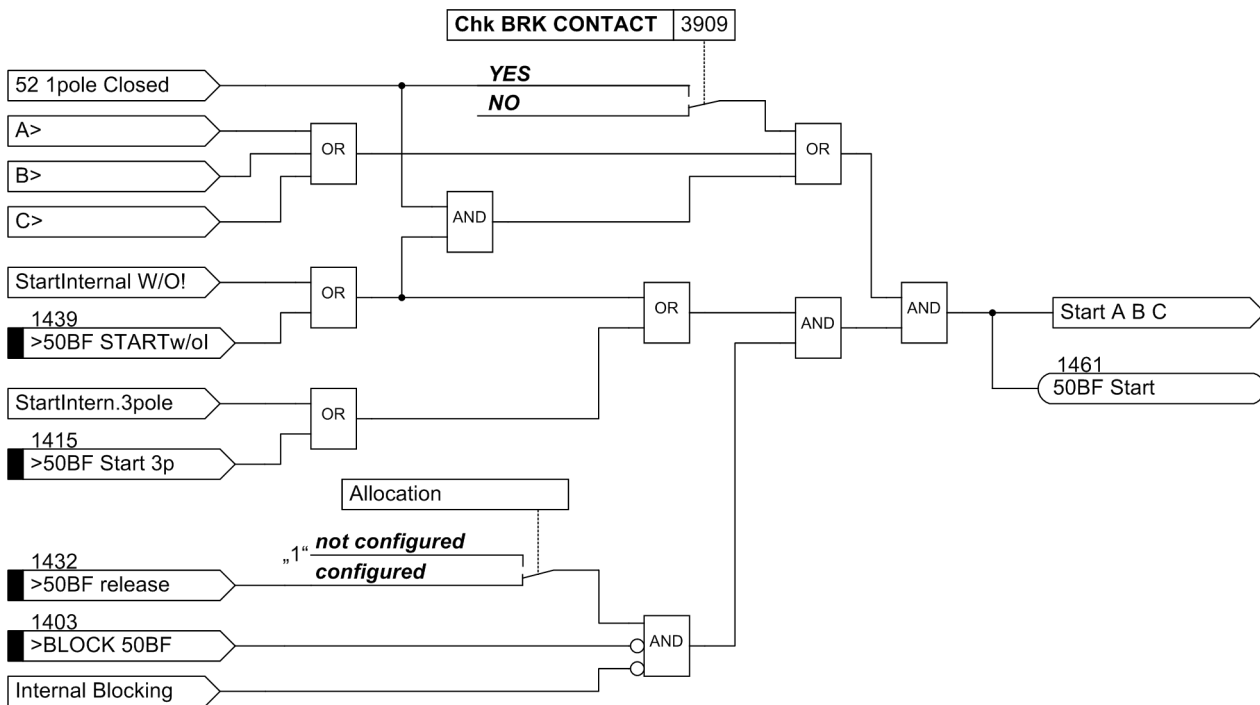 Chk BRK CONTACT 3909
52 1pole Closed
YES
NO
A>
B>
C>
OR
OR
AND
StartInternal W/O!
OR
OR
AND
AND
1439
>50BF STARTw/oI
Start A B C
1461
50BF Start
StartIntern.3pole
OR
1415
>50BF Start 3p
Allocation
„1“ not configured
configured
1432
>50BF release
1403
>BLOCK 50BF
AND
Internal Blocking